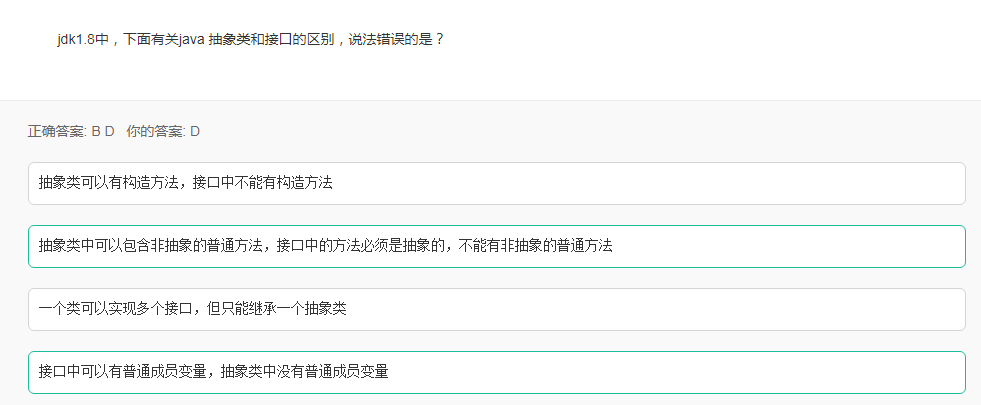 jdk1.8中，下面有关java 抽象类和接口的区别，说法错误的是？
正确答案: B D 你的答案: D
抽象类可以有构造方法，接口中不能有构造方法
抽象类中可以包含非抽象的普通方法，接口中的方法必须是抽象的，不能有非抽象的普通方法
一个类可以实现多个接口，但只能继承一个抽象类
接口中可以有普通成员变量，抽象类中没有普通成员变量